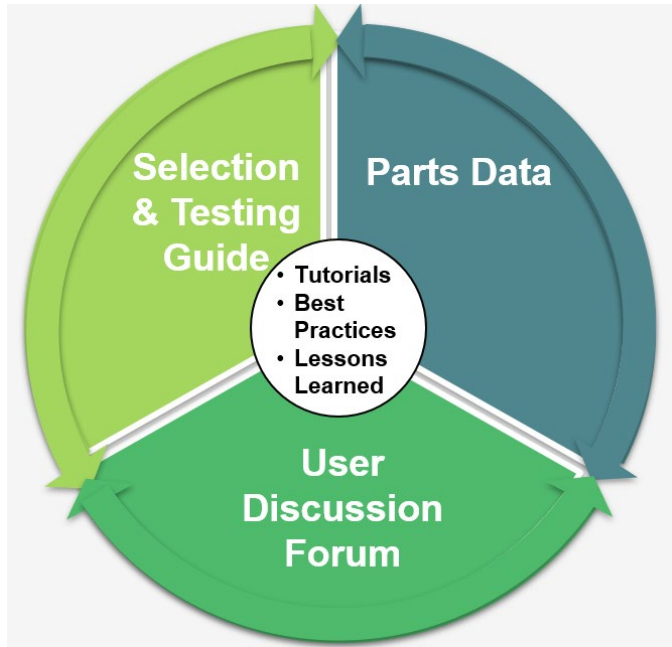 Selection
& Testing
Guide
Parts Data
• Tutorials
• Best
Practices
• Lessons
Learned
User
Discussion
Forum